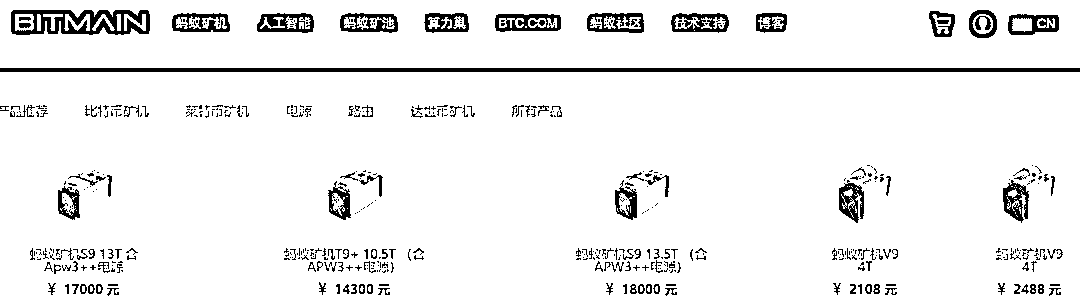 BITMAIN 蚂蚁矿机 人工智能 蚂蚁矿池 算力集 BTC.COM 蚂蚁社区 技术支持 博客 CN
产品推荐 比特币矿机 莱特币矿机 电源 路由 达世币矿机 所有产品
蚂蚁矿机S9 13T 含
Apw3++电源
¥ 17000 元
蚂蚁矿机T9+ 10.5T（含
APW3++电源）
¥ 14300 元
蚂蚁矿机S9 13.5T（含
APW3++电源）
¥ 18000 元
蚂蚁矿机V9
4T
¥ 2108 元
蚂蚁矿机V9
4T
¥ 2488 元